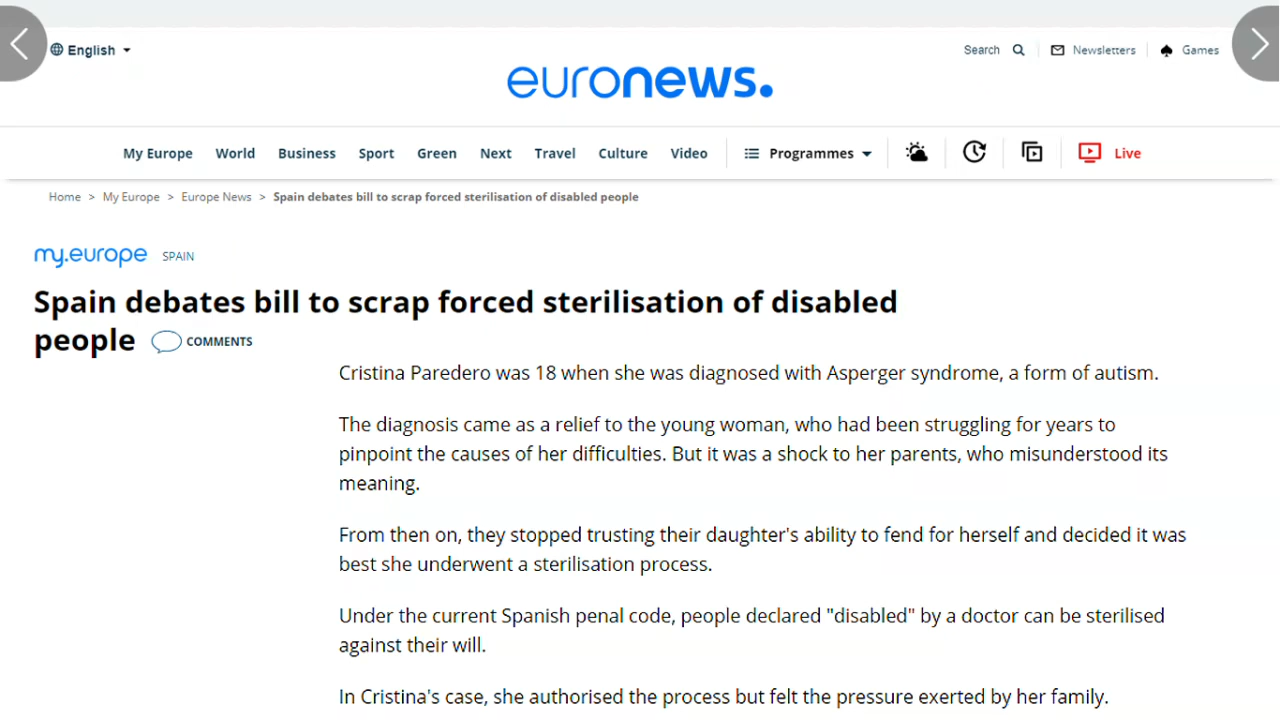 English
Search
Newsletters
Games
euronews.
My Europe
World
Business
Sport
Green
Next
Travel
Culture
Video
Programmes
Live
Home > My Europe > Europe News > Spain debates bill to scrap forced sterilisation of disabled people
my.europe
SPAIN
Spain debates bill to scrap forced sterilisation of disabled
people
COMMENTS
Cristina Paredero was 18 when she was diagnosed with Asperger syndrome, a form of autism.
The diagnosis came as a relief to the young woman, who had been struggling for years to
pinpoint the causes of her difficulties. But it was a shock to her parents, who misunderstood its
meaning.
From then on, they stopped trusting their daughter's ability to fend for herself and decided it was
best she underwent a sterilisation process.
Under the current Spanish penal code, people declared "disabled" by a doctor can be sterilised
against their will.
In Cristina's case, she authorised the process but felt the pressure exerted by her family.